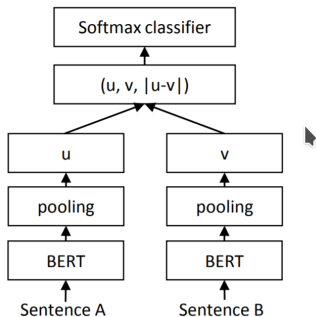 Softmax classifier
(u, v, |u-v|)
u
v
pooling
pooling
BERT
BERT
Sentence A
Sentence B